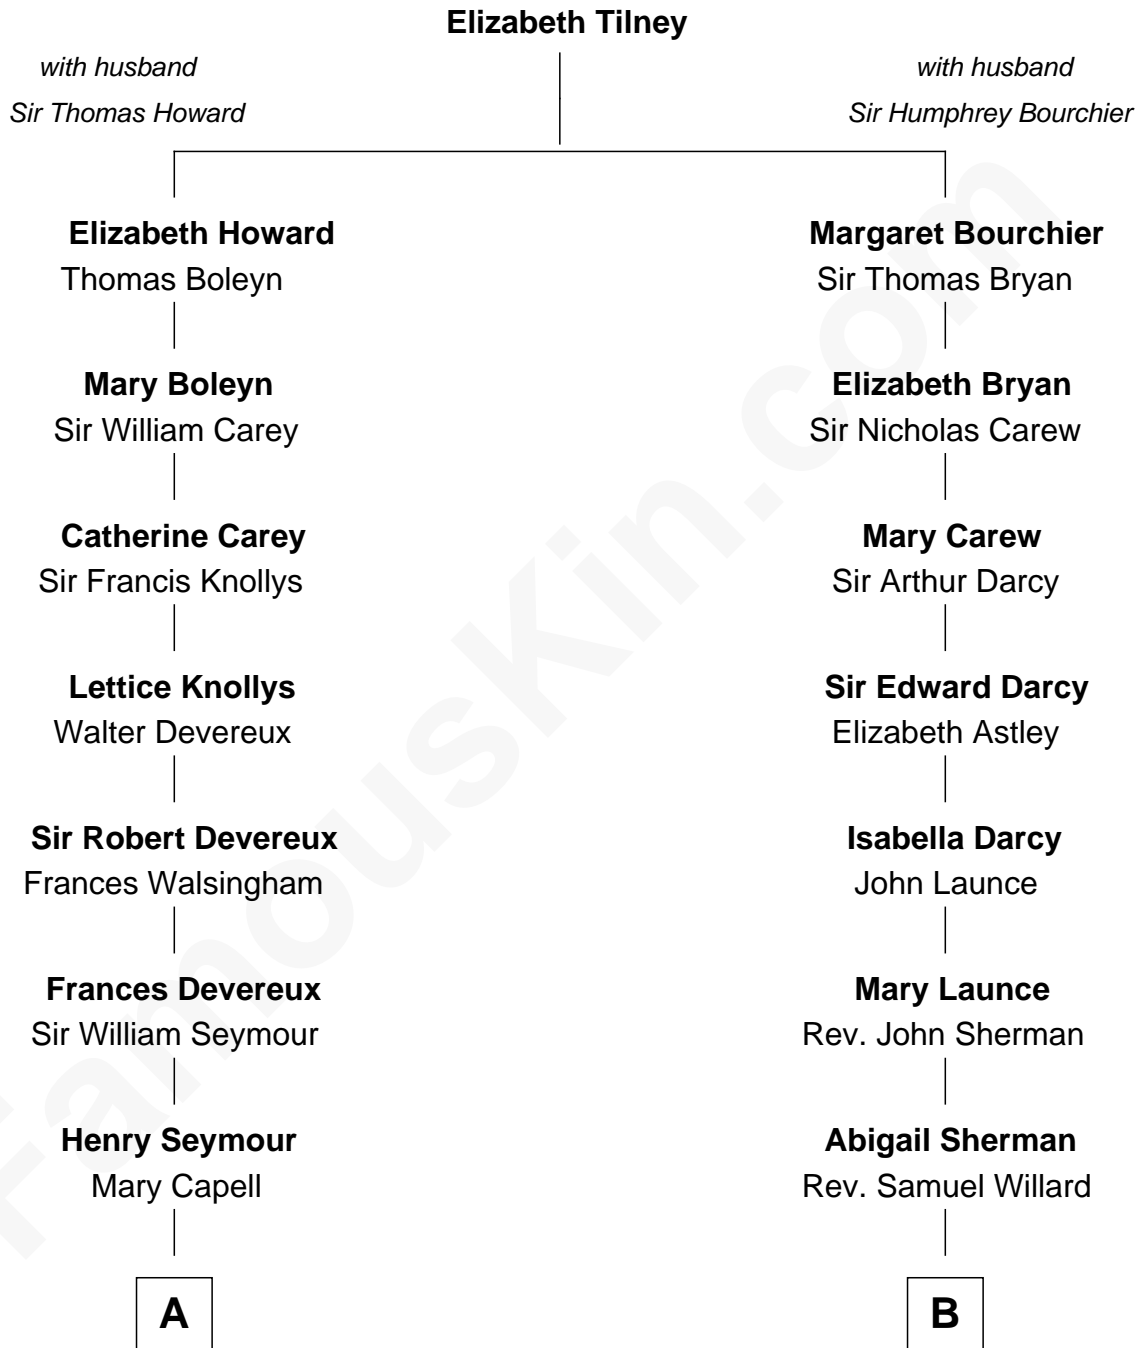 Elizabeth Tilney
with husband
Sir Thomas Howard
with husband
Sir Humphrey Bourchier
Elizabeth Howard
Thomas Boleyn
Margaret Bourchier
Sir Thomas Bryan
Mary Boleyn
Sir William Carey
Elizabeth Bryan
Sir Nicholas Carew
Catherine Carey
Sir Francis Knollys
Mary Carew
Sir Arthur Darcy
Lettice Knollys
Walter Devereux
Sir Edward Darcy
Elizabeth Astley
Sir Robert Devereux
Frances Walsingham
Isabella Darcy
John Launce
Frances Devereux
Sir William Seymour
Mary Launce
Rev. John Sherman
Henry Seymour
Mary Capell
Abigail Sherman
Rev. Samuel Willard
A
B
FamousKin.com